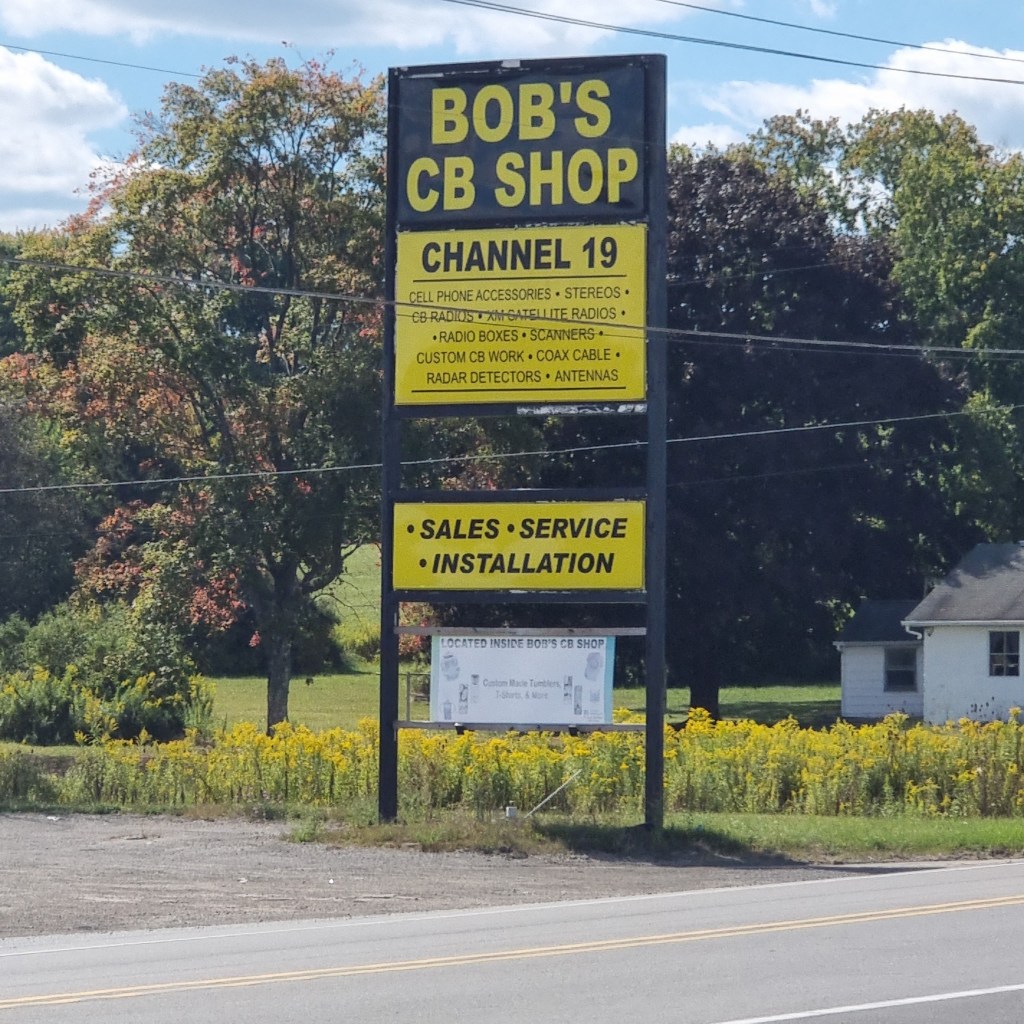 BOB'S
CB SHOP
CHANNEL 19
CELL PHONE ACCESSORIES • STEREOS •
CB RADIOS • XM SATELLITE RADIOS •
• RADIO BOXES • SCANNERS •
CUSTOM CB WORK • COAX CABLE •
RADAR DETECTORS • ANTENNAS
• SALES • SERVICE
• INSTALLATION
LOCATED INSIDE BOB'S CB SHOP
Custom Made Tumblers,
T-Shirts, & More